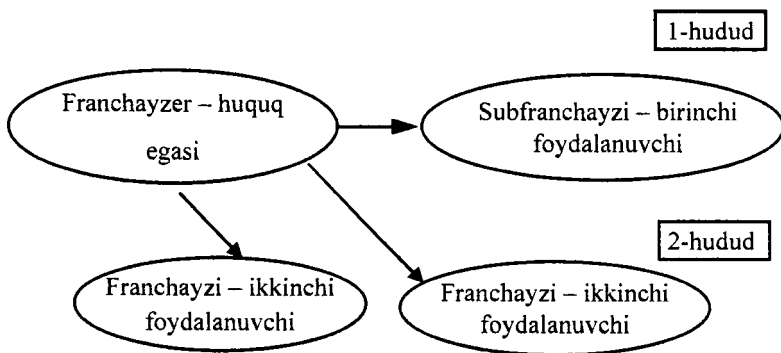 1-hudud
Franchayzer – huquq
egasi
Subfranchayzi – birinchi
foydalanuvchi
2-hudud
Franchayzi – ikkinchi
foydalanuvchi
Franchayzi – ikkinchi
foydalanuvchi